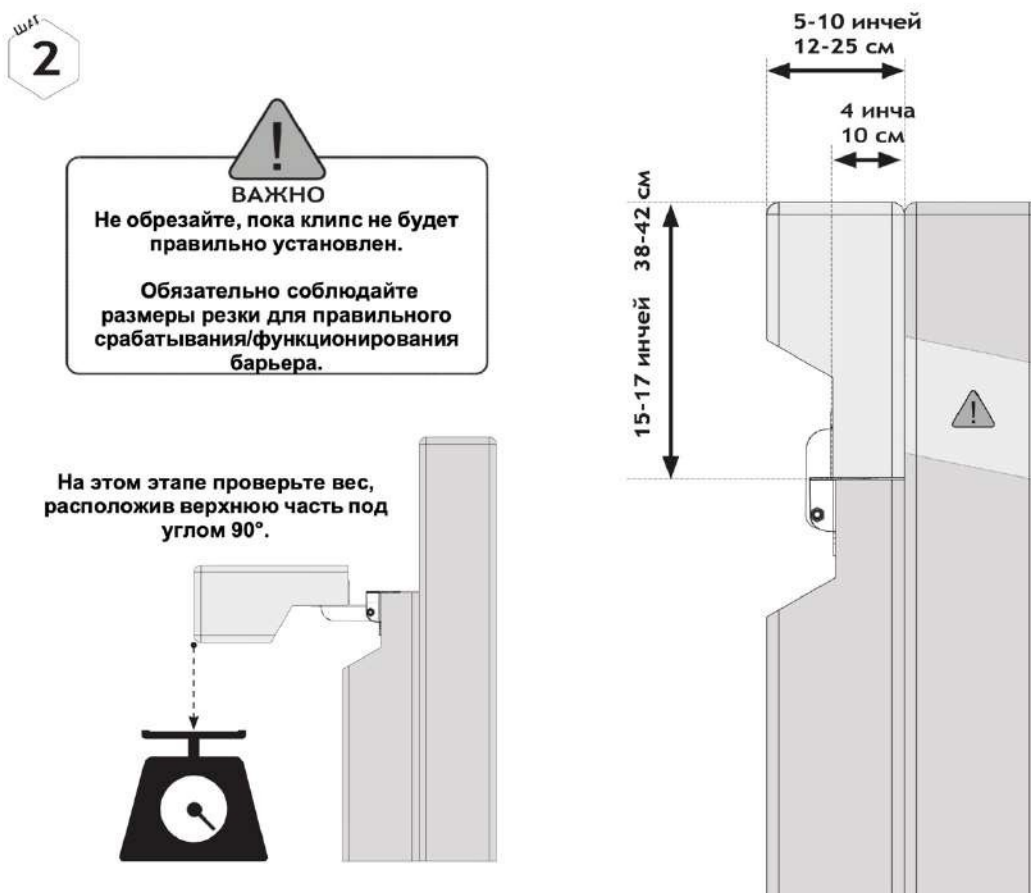 ШАГ
2
ВАЖНО
Не обрезайте, пока клипс не будет
правильно установлен.
Обязательно соблюдайте
размеры резки для правильного
срабатывания/функционирования
барьера.
На этом этапе проверьте вес,
расположив верхнюю часть под
углом 90°.
5-10 инчей
12-25 см
4 инча
10 см
15-17 инчей 38-42 см